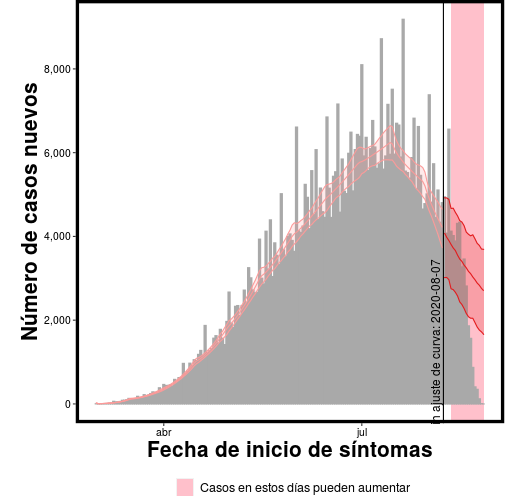 Número de casos nuevos
8,000
6,000
4,000
2,000
0
n ajuste de curva: 2020-08-07
abr
jul
Fecha de inicio de síntomas
Casos en estos días pueden aumentar